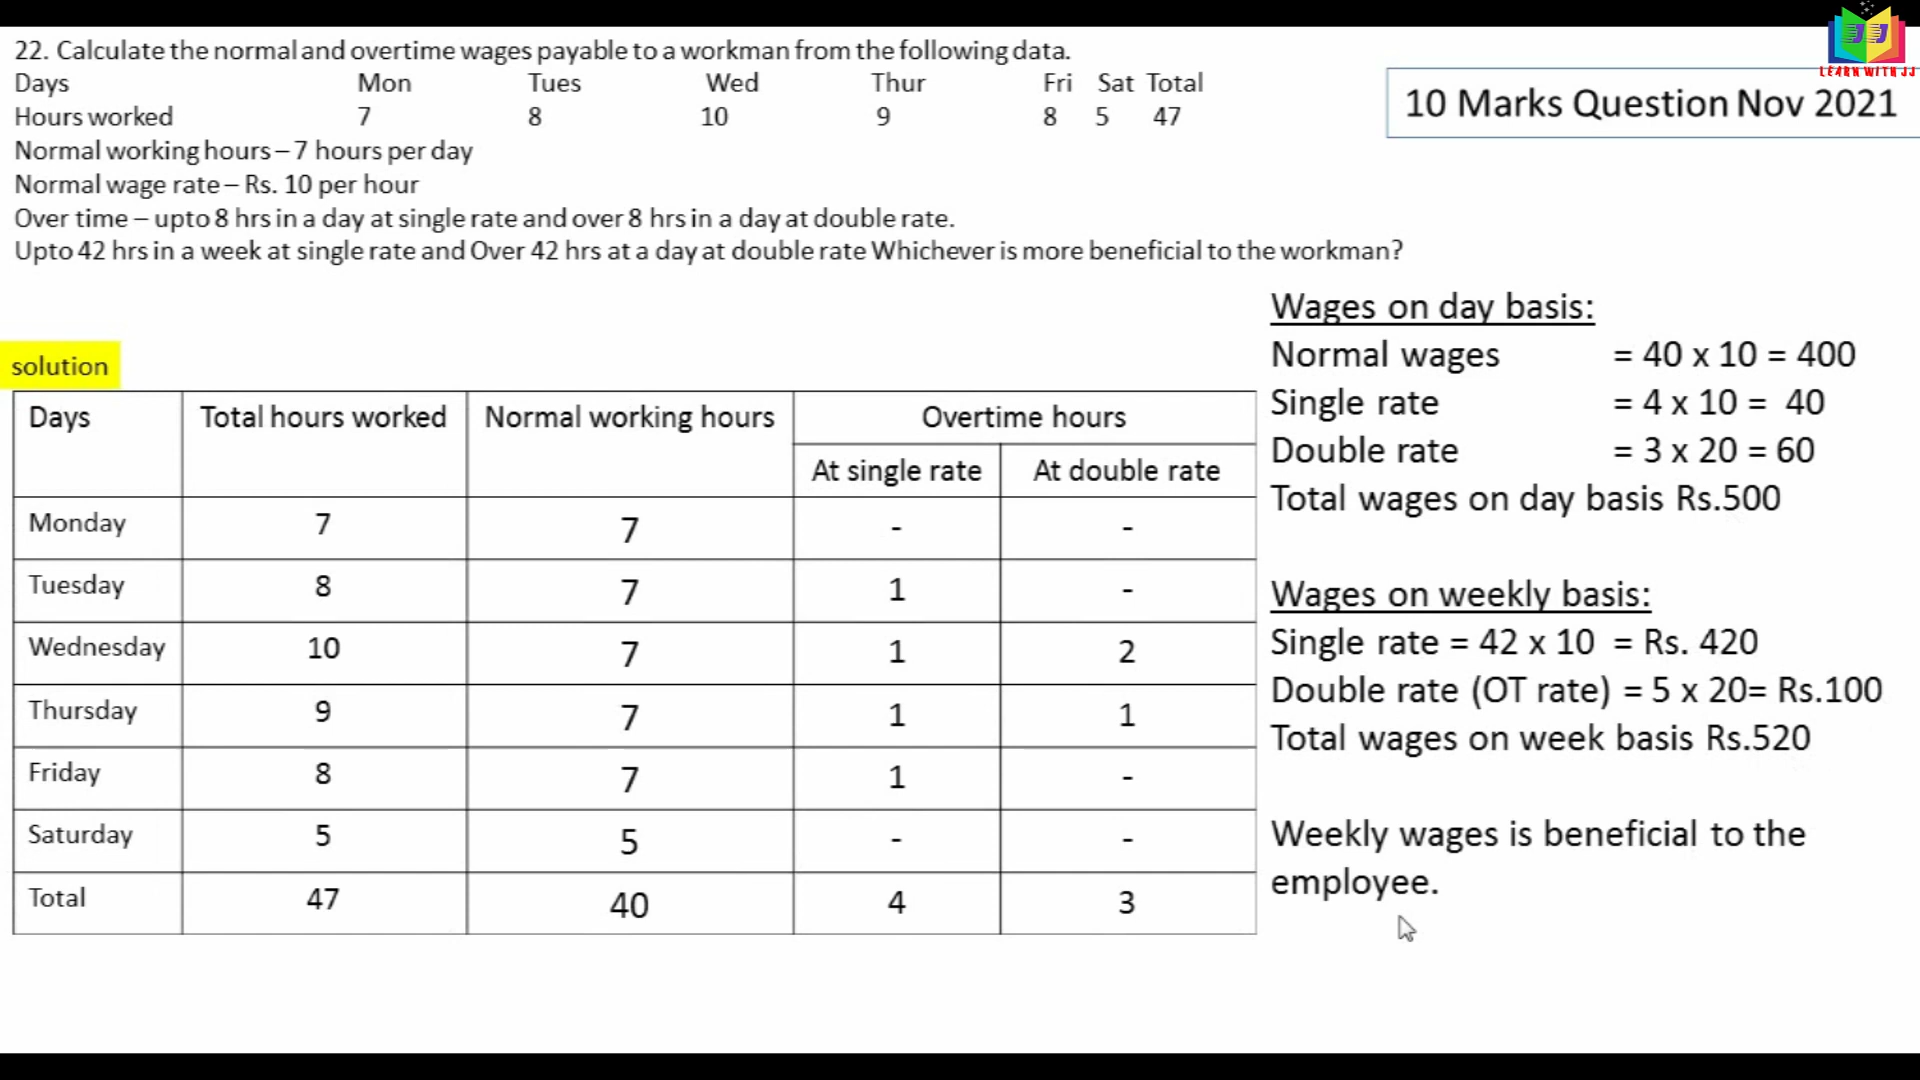 22. Calculate the normal and overtime wages payable to a workman from the following data.
Days Mon Tues Wed Thur Fri Sat Total
Hours worked 7 8 10 9 8 5 47
Normal working hours – 7 hours per day
Normal wage rate – Rs. 10 per hour
Over time – upto 8 hrs in a day at single rate and over 8 hrs in a day at double rate.
Upto 42 hrs in a week at single rate and Over 42 hrs at a day at double rate Whichever is more beneficial to the workman?
LEARN WITH JJ
10 Marks Question Nov 2021
solution
Days Total hours worked Normal working hours Overtime hours
At single rate At double rate
Monday 7 7 - -
Tuesday 8 7 1 -
Wednesday 10 7 1 2
Thursday 9 7 1 1
Friday 8 7 1 -
Saturday 5 5 - -
Total 47 40 4 3
Wages on day basis:
Normal wages = 40 x 10 = 400
Single rate = 4 x 10 = 40
Double rate = 3 x 20 = 60
Total wages on day basis Rs.500
Wages on weekly basis:
Single rate = 42 x 10 = Rs. 420
Double rate (OT rate) = 5 x 20= Rs.100
Total wages on week basis Rs.520
Weekly wages is beneficial to the
employee.